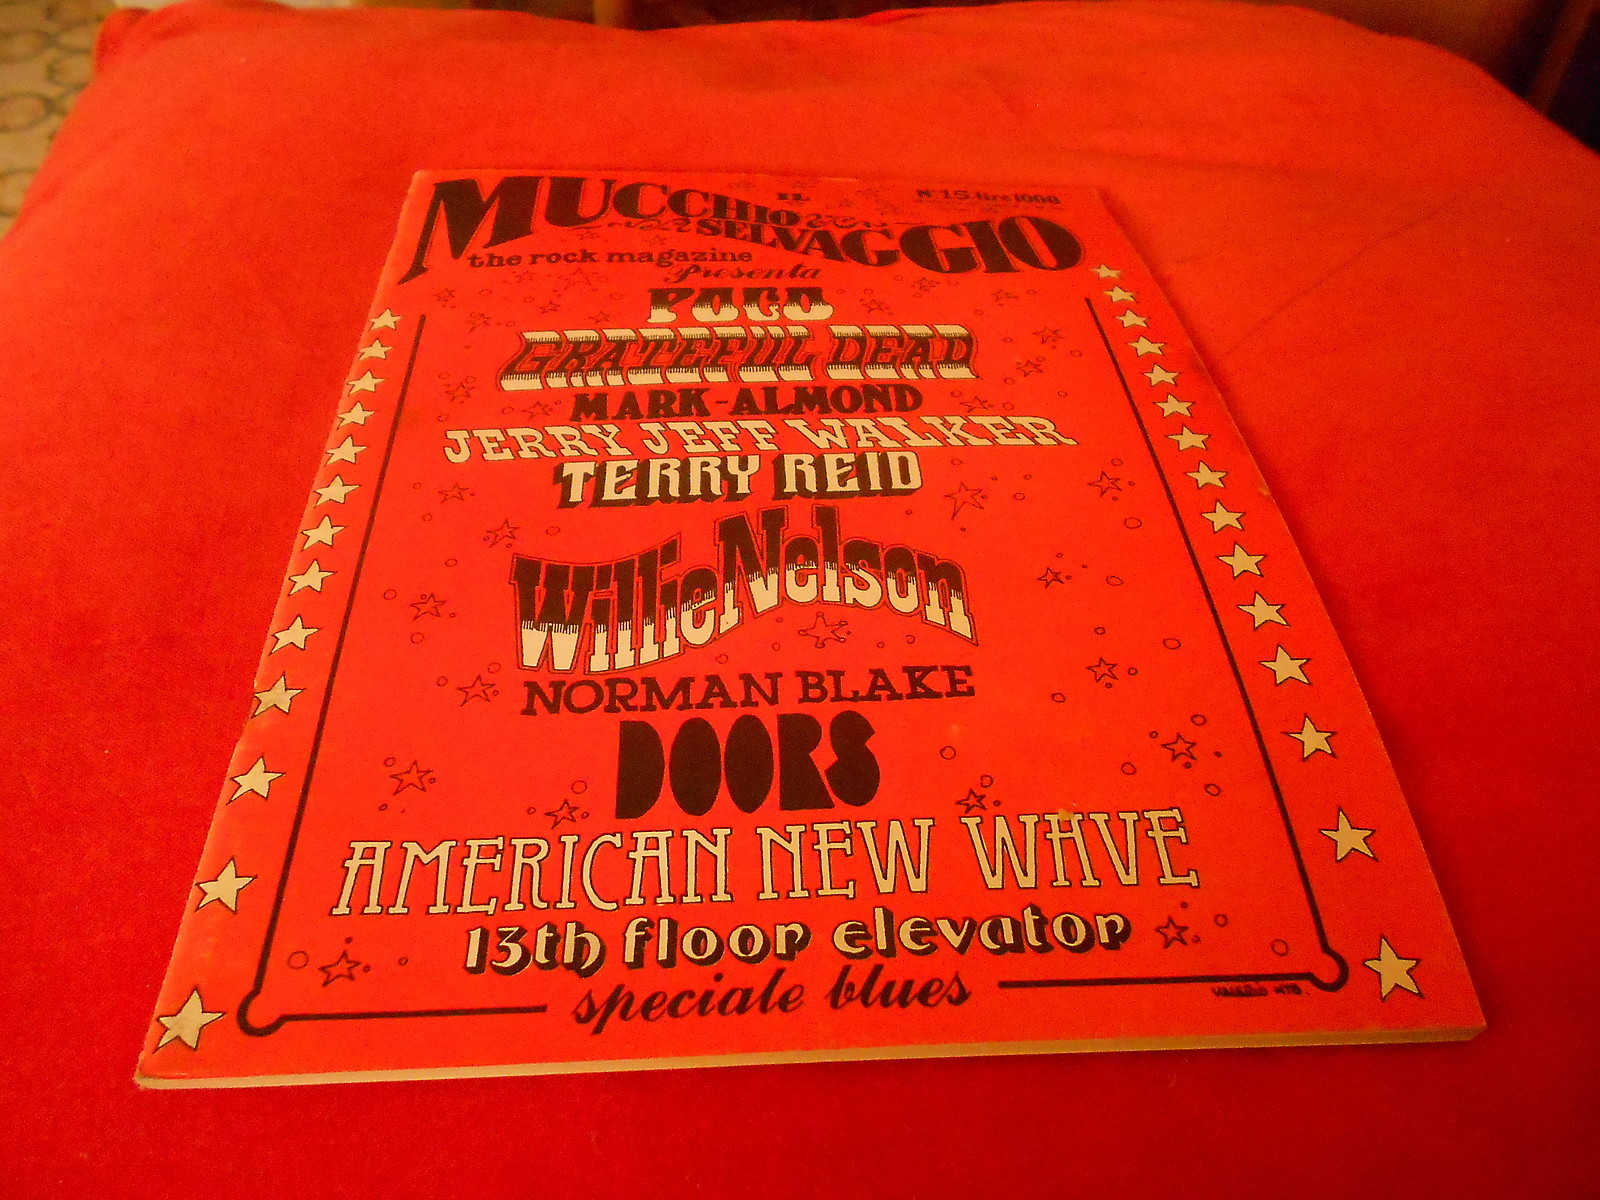 IL
N°15 lire 1000
MUCCHIO
SELVAGGIO
the rock magazine
presenta
POCO
GRATEFUL DEAD
MARK-ALMOND
JERRY JEFF WALKER
TERRY REID
Willie Nelson
NORMAN BLAKE
DOORS
AMERICAN NEW WAVE
13th floor elevator
speciale blues